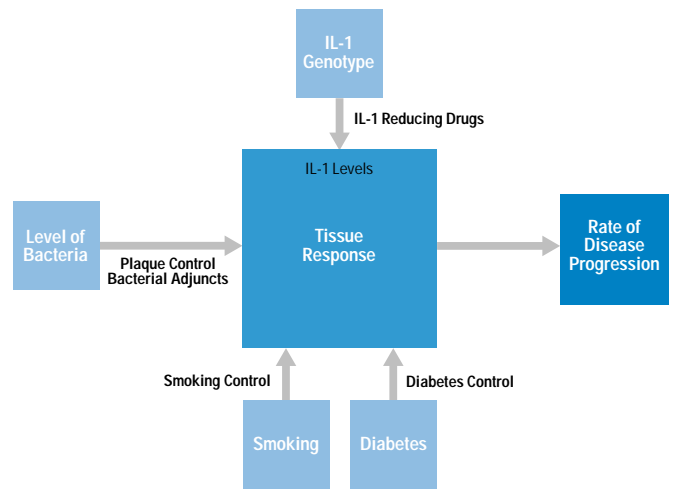 IL-1
Genotype
IL-1 Reducing Drugs
IL-1 Levels
Tissue
Response
Level of
Bacteria
Plaque Control
Bacterial Adjuncts
Rate of
Disease
Progression
Smoking Control
Diabetes Control
Smoking
Diabetes